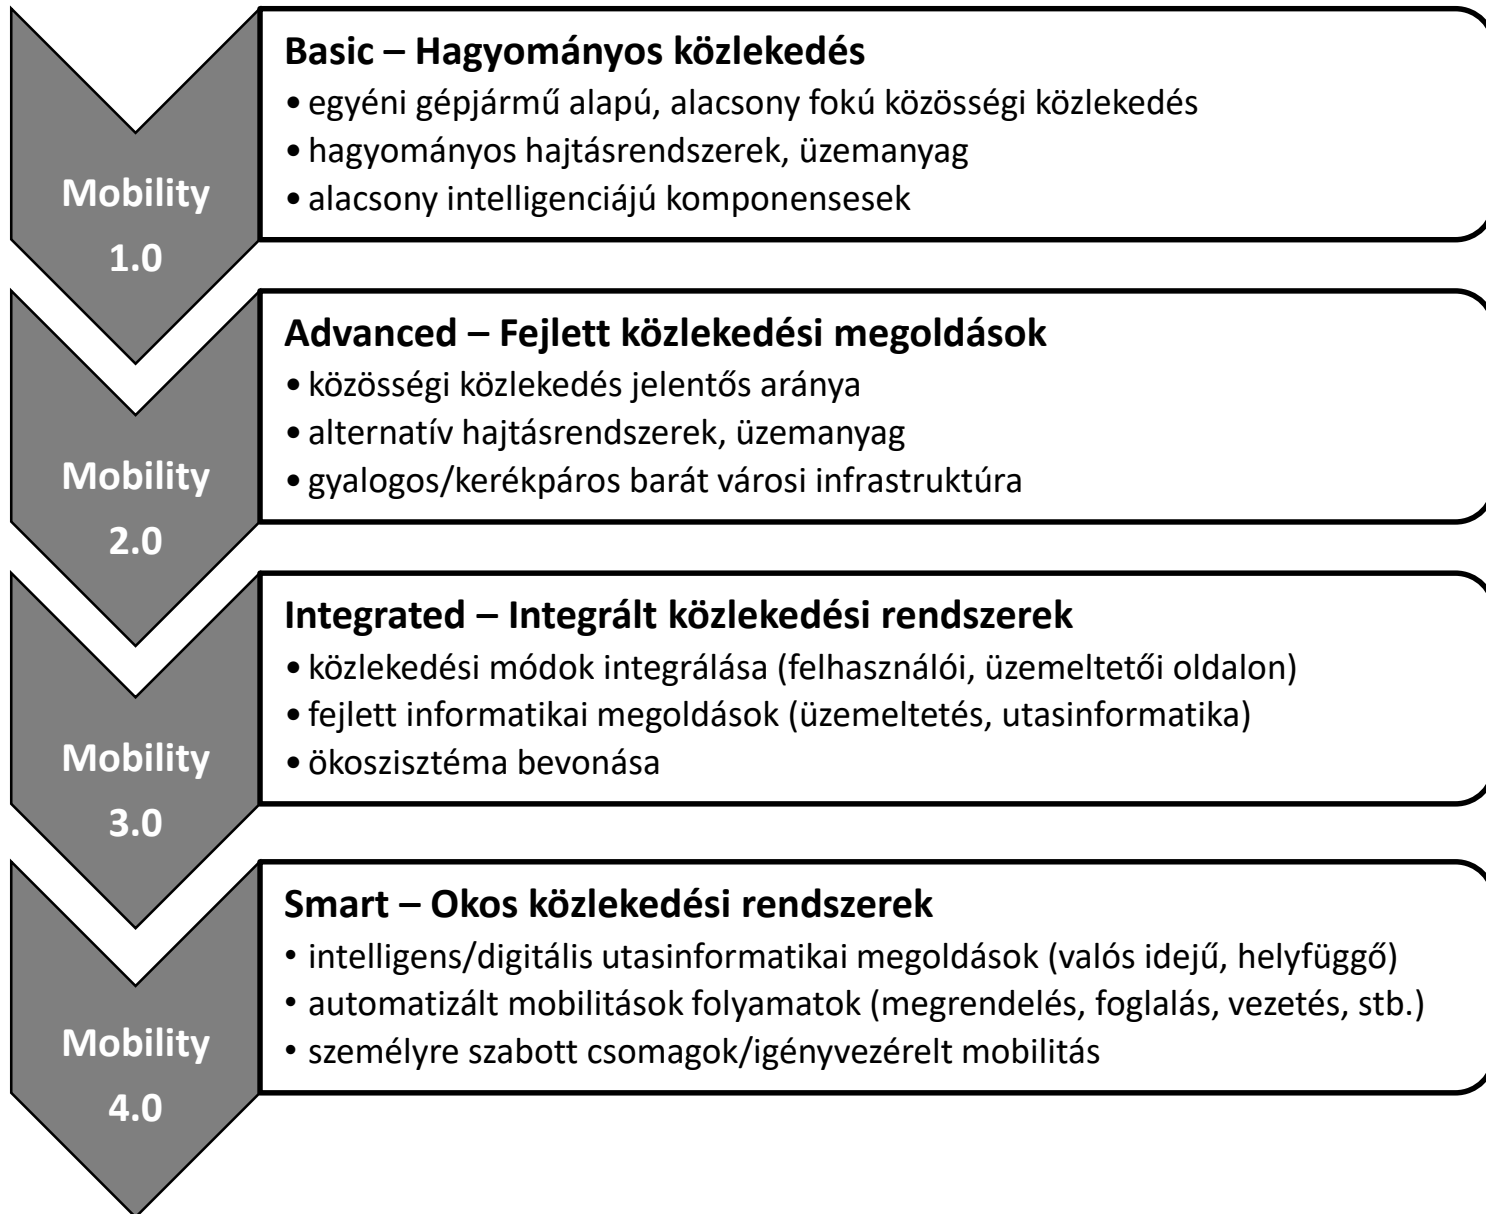 Mobility
1.0
Basic – Hagyományos közlekedés
• egyéni gépjármű alapú, alacsony fokú közösségi közlekedés
• hagyományos hajtásrendszerek, üzemanyag
• alacsony intelligenciájú komponensesek
Mobility
2.0
Advanced – Fejlett közlekedési megoldások
• közösségi közlekedés jelentős aránya
• alternatív hajtásrendszerek, üzemanyag
• gyalogos/kerékpáros barát városi infrastruktúra
Mobility
3.0
Integrated – Integrált közlekedési rendszerek
• közlekedési módok integrálása (felhasználói, üzemeltetői oldalon)
• fejlett informatikai megoldások (üzemeltetés, utasinformatika)
• ökoszisztéma bevonása
Mobility
4.0
Smart – Okos közlekedési rendszerek
• intelligens/digitális utasinformatikai megoldások (valós idejű, helyfüggő)
• automatizált mobilitások folyamatok (megrendelés, foglalás, vezetés, stb.)
• személyre szabott csomagok/igényvezérelt mobilitás